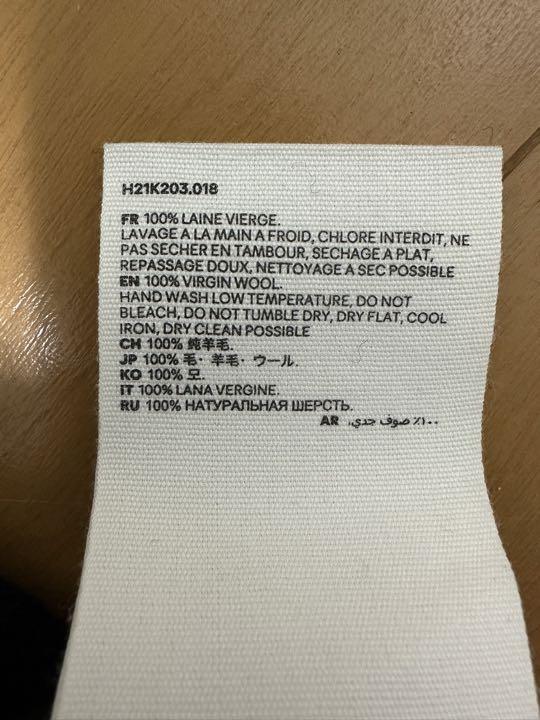 H21K203.018
FR 100% LAINE VIERGE.
LAVAGE A LA MAIN A FROID, CHLORE INTERDIT, NE
PAS SECHER EN TAMBOUR, SECHAGE A PLAT,
REPASSAGE DOUX, NETTOYAGE A SEC POSSIBLE
EN 100% VIRGIN WOOL.
HAND WASH LOW TEMPERATURE, DO NOT
BLEACH, DO NOT TUMBLE DRY, DRY FLAT, COOL
IRON, DRY CLEAN POSSIBLE
CH 100% 纯羊毛.
JP 100% 毛・羊毛・ウール.
KO 100% 모.
IT 100% LANA VERGINE.
RU 100% НАТУРАЛЬНАЯ ШЕРСТЬ.
AR ١٠٠٪ صوف جدي.